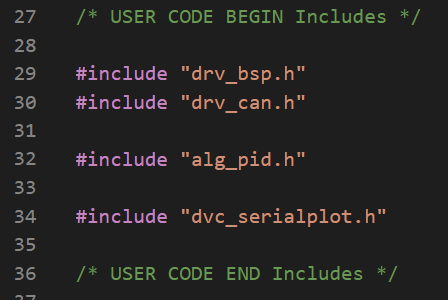 27 /* USER CODE BEGIN Includes */
28
29 #include "drv_bsp.h"
30 #include "drv_can.h"
31
32 #include "alg_pid.h"
33
34 #include "dvc_serialplot.h"
35
36 /* USER CODE END Includes */
37